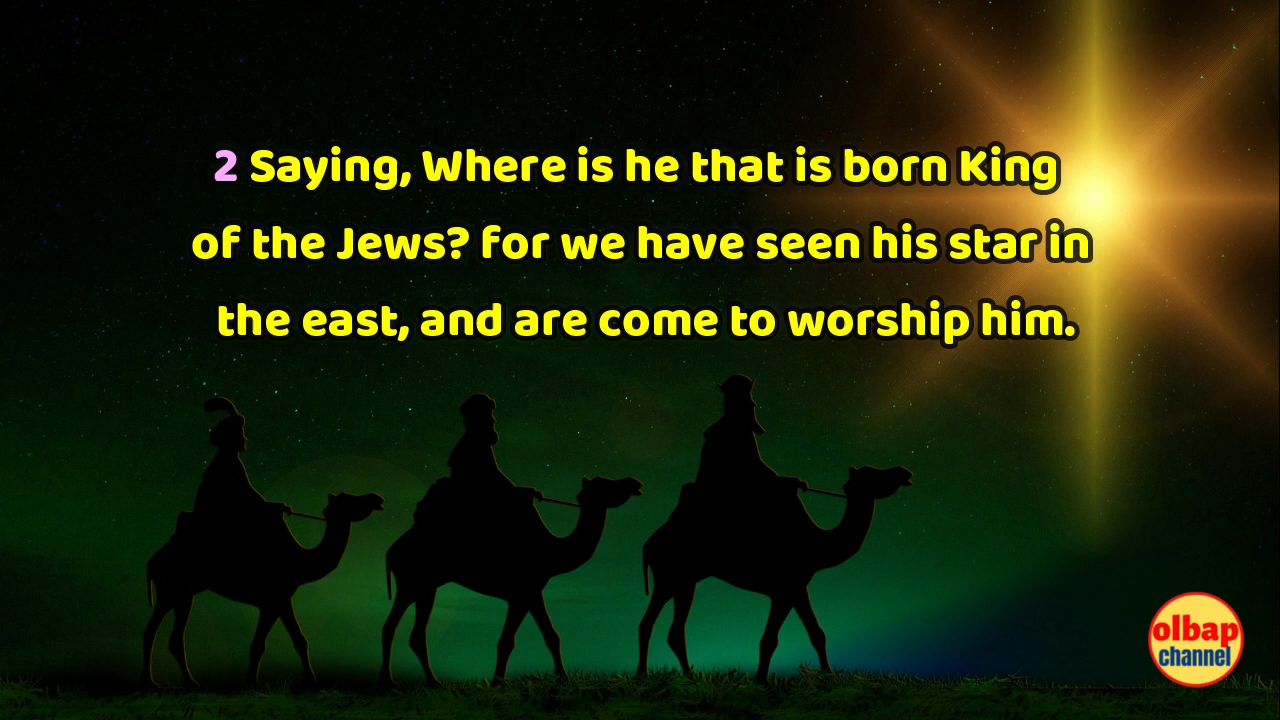 2 Saying, Where is he that is born King
of the Jews? for we have seen his star in
the east, and are come to worship him.
olbap
channel